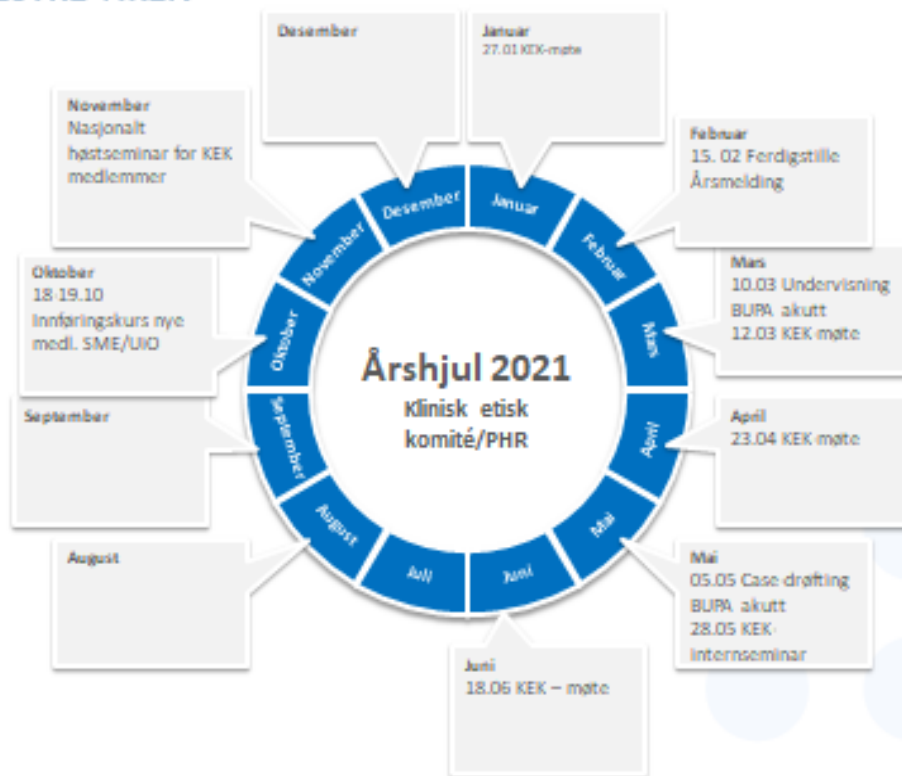 Årshjul 2021
Klinisk etisk
komité/PHR
Januar
27.01 KEK-møte
Februar
15. 02 Ferdigstille
Årsmelding
Mars
10.03 Undervisning
BUPA akutt
12.03 KEK-møte
April
23.04 KEK-møte
Mai
05.05 Case-drøfting
BUPA akutt
28.05 KEK-
internseminar
Juni
18.06 KEK – møte
August
September
Oktober
18-19.10
Innføringskurs nye
medl. SME/UiO
November
Nasjonalt
høstseminar for KEK
medlemmer
Desember
Januar
Februar
Mars
April
Mai
Juni
Juli
August
September
Oktober
November
Desember